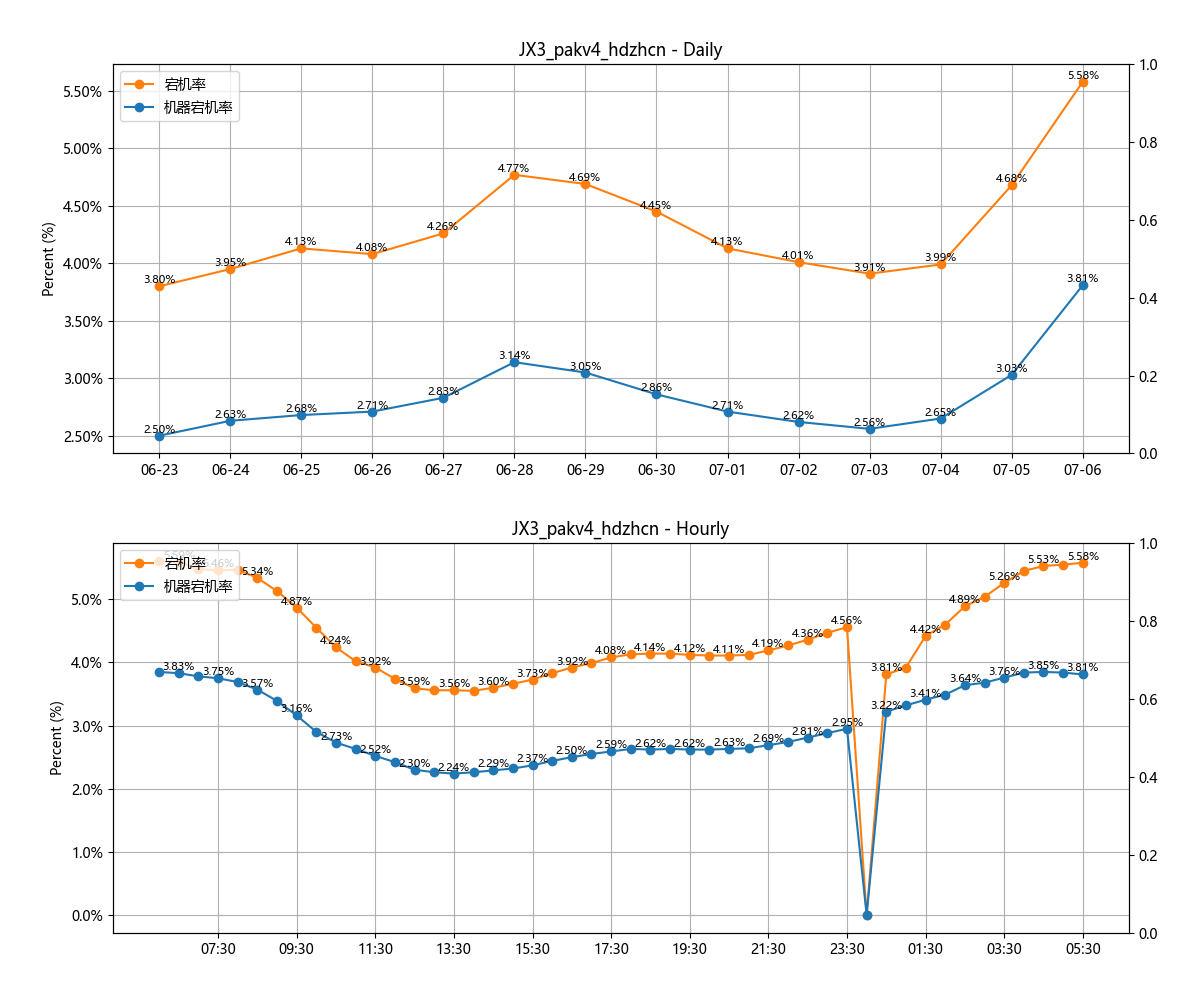 JX3_pakv4_hdzhcn - Daily
宕机率
机器宕机率
Percent (%)
5.50%
5.00%
4.50%
4.00%
3.50%
3.00%
2.50%
1.0
0.8
0.6
0.4
0.2
0.0
3.80% 3.95% 4.13% 4.08% 4.26% 4.77% 4.69% 4.45% 4.13% 4.01% 3.91% 3.99% 4.68% 5.58%
2.50% 2.63% 2.68% 2.71% 2.83% 3.14% 3.05% 2.86% 2.71% 2.62% 2.56% 2.65% 3.03% 3.81%
06-23 06-24 06-25 06-26 06-27 06-28 06-29 06-30 07-01 07-02 07-03 07-04 07-05 07-06
JX3_pakv4_hdzhcn - Hourly
宕机率
机器宕机率
Percent (%)
5.0%
4.0%
3.0%
2.0%
1.0%
0.0%
1.0
0.8
0.6
0.4
0.2
0.0
5.34% 4.87% 4.24% 3.92% 3.59% 3.56% 3.60% 3.73% 3.92% 4.08% 4.14% 4.12% 4.11% 4.19% 4.36% 4.56% 3.81% 4.42% 4.89% 5.26% 5.53% 5.58%
3.83% 3.75% 3.57% 3.16% 2.73% 2.52% 2.30% 2.24% 2.29% 2.37% 2.50% 2.59% 2.62% 2.62% 2.63% 2.69% 2.81% 2.95% 3.22% 3.41% 3.64% 3.76% 3.85% 3.81%
07:30 09:30 11:30 13:30 15:30 17:30 19:30 21:30 23:30 01:30 03:30 05:30